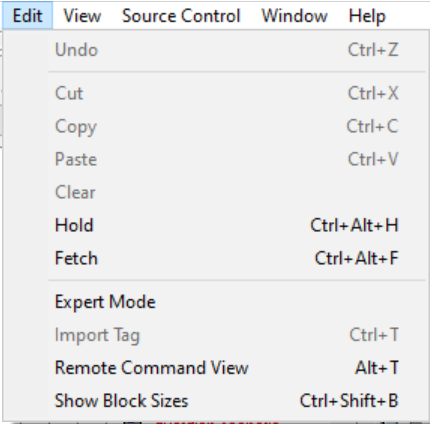 Edit View Source Control Window Help
Undo Ctrl+Z
Cut Ctrl+X
Copy Ctrl+C
Paste Ctrl+V
Clear
Hold Ctrl+Alt+H
Fetch Ctrl+Alt+F
Expert Mode
Import Tag Ctrl+T
Remote Command View Alt+T
Show Block Sizes Ctrl+Shift+B